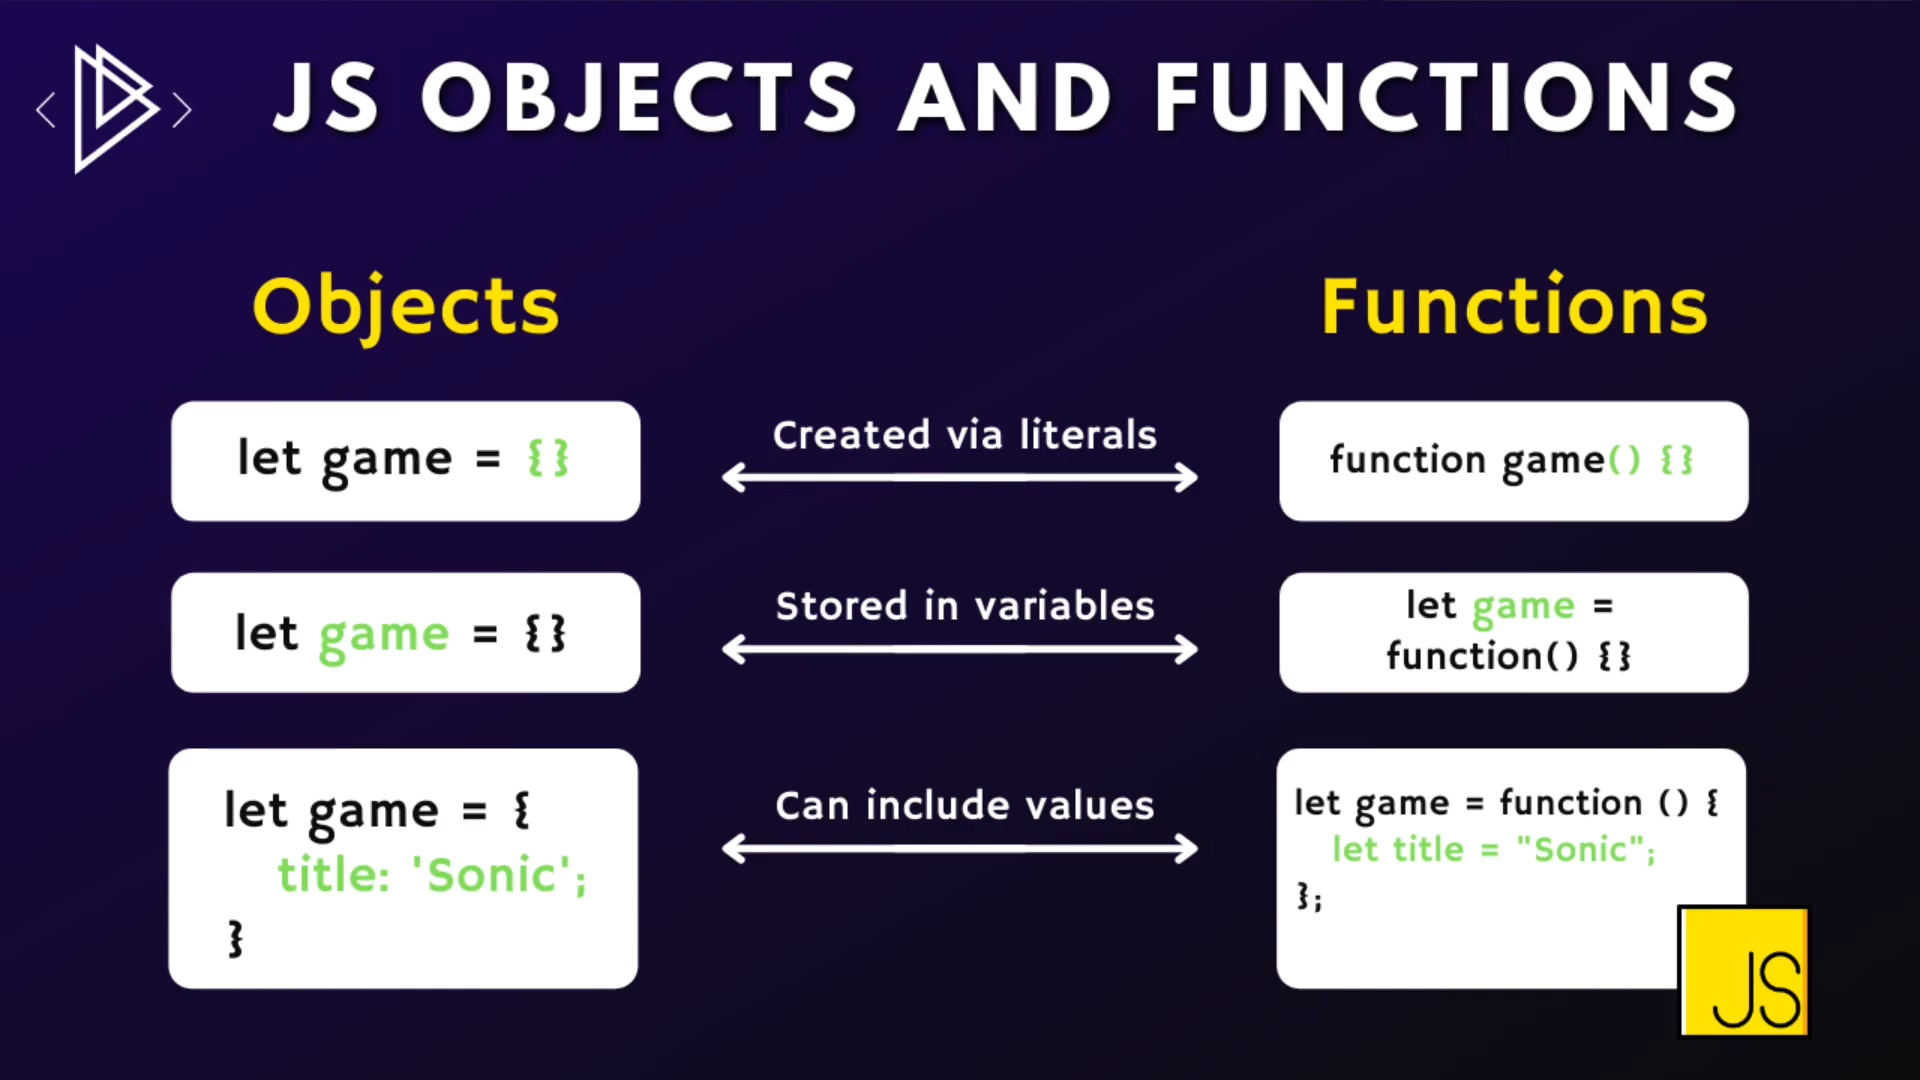 JS OBJECTS AND FUNCTIONS
Objects
Functions
let game = {}
Created via literals
function game() {}
let game = {}
Stored in variables
let game =
function() {}
let game = {
title: 'Sonic';
}
Can include values
let game = function () {
let title = "Sonic";
};
JS